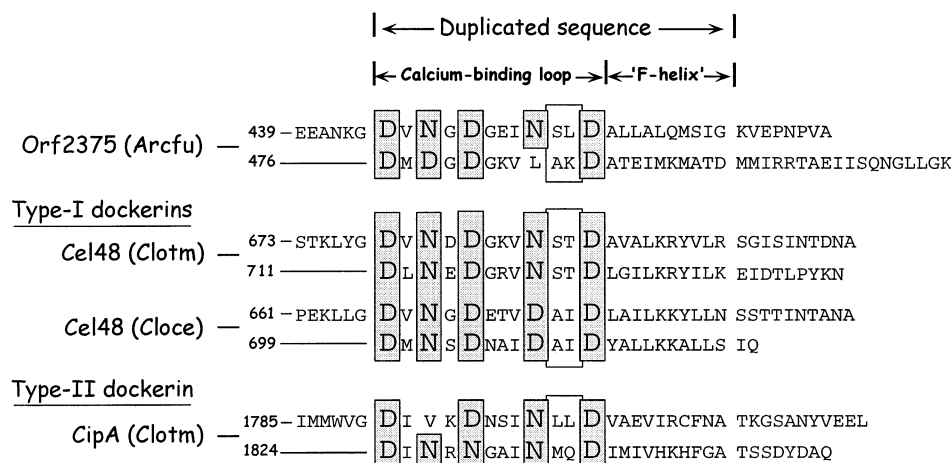 Duplicated sequence
Calcium-binding loop 'F-helix'
439 – EEANKG D V N G D GEI N SL D ALLALQMSIG KVEPNPVA
Orf2375 (Arcfu) —
476 D M D G D GKV L AK D ATEIMKMATD MMIRRTAEIISQNGLLGK
Type-I dockerins
673 – STKLYG D V N D D GKV N ST D AVALKRYVLR SGISINTDNA
Cel48 (Clotm) —
711 D L N E D GRV N ST D LGILKRYILK EIDTLPYKN
661 – PEKLLG D V N G D ETV D AI D LAILKKYLLN SSTTINTANA
Cel48 (Cloce) —
699 D M N S D NAI D AI D YALLKKALLS IQ
Type-II dockerin
1785 – IMMWVG D I V K D NSI N LL D VAEVIRCFNA TKGSANYVEEL
CipA (Clotm) —
1824 D I N R N GAI N MQ D IMIVHKHFGA TSSDYDAQ